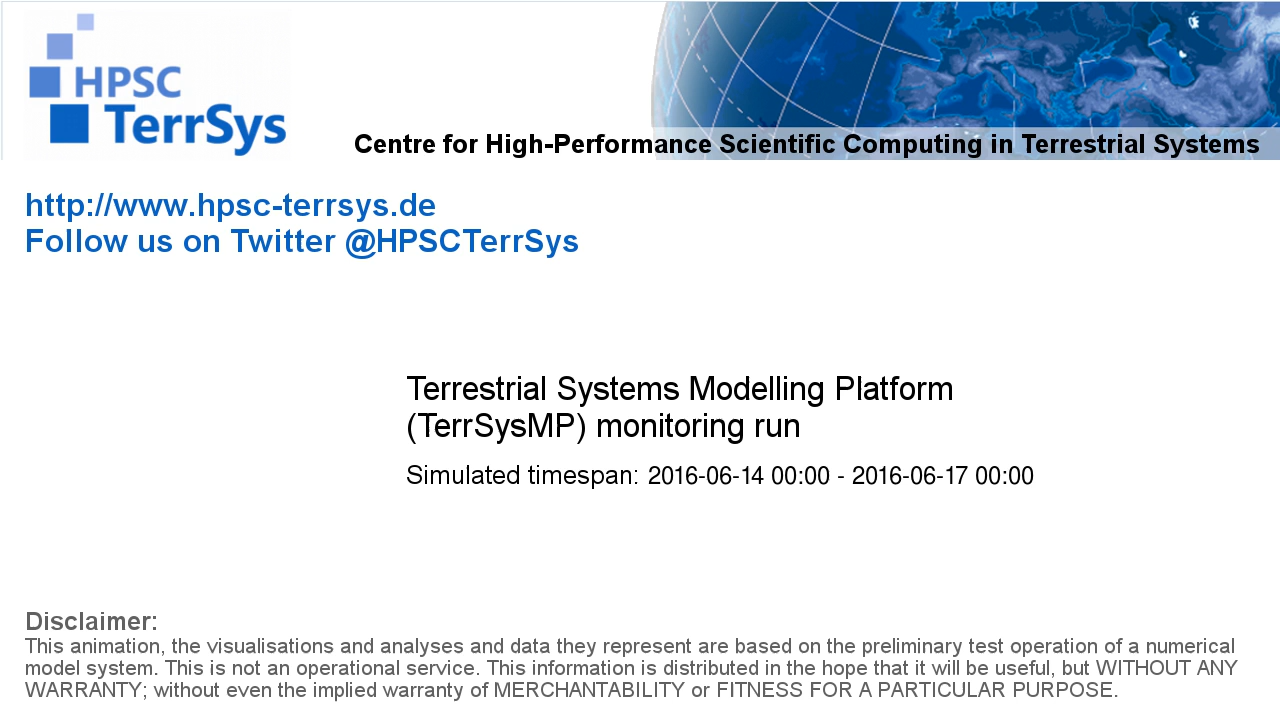 HPSC
TerrSys
Centre for High-Performance Scientific Computing in Terrestrial Systems
http://www.hpsc-terrsys.de
Follow us on Twitter @HPSCTerrSys
Terrestrial Systems Modelling Platform
(TerrSysMP) monitoring run
Simulated timespan: 2016-06-14 00:00 - 2016-06-17 00:00
Disclaimer:
This animation, the visualisations and analyses and data they represent are based on the preliminary test operation of a numerical
model system. This is not an operational service. This information is distributed in the hope that it will be useful, but WITHOUT ANY
WARRANTY; without even the implied warranty of MERCHANTABILITY or FITNESS FOR A PARTICULAR PURPOSE.